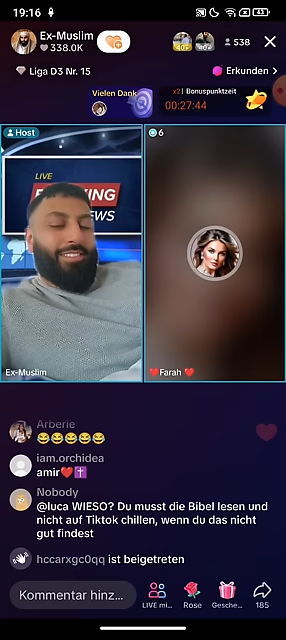 19:16
43
Ex-Muslim
338.0K
40+
40+
538
Liga D3 Nr. 15
Erkunden >
Vielen Dank
x2 | Bonuspunktzeit
00:27:44
Host
6
LIVE
NEWS
Ex-Muslim
❤️Farah ❤️
Arberie
😂😂😂😂😂
iam.orchidea
amir❤️✝️
Nobody
@luca WIESO? Du musst die Bibel lesen und
nicht auf Tiktok chillen, wenn du das nicht
gut findest
hccarxgc0qq ist beigetreten
Kommentar hinz...
LIVE mi...
Rose
Gesche...
185